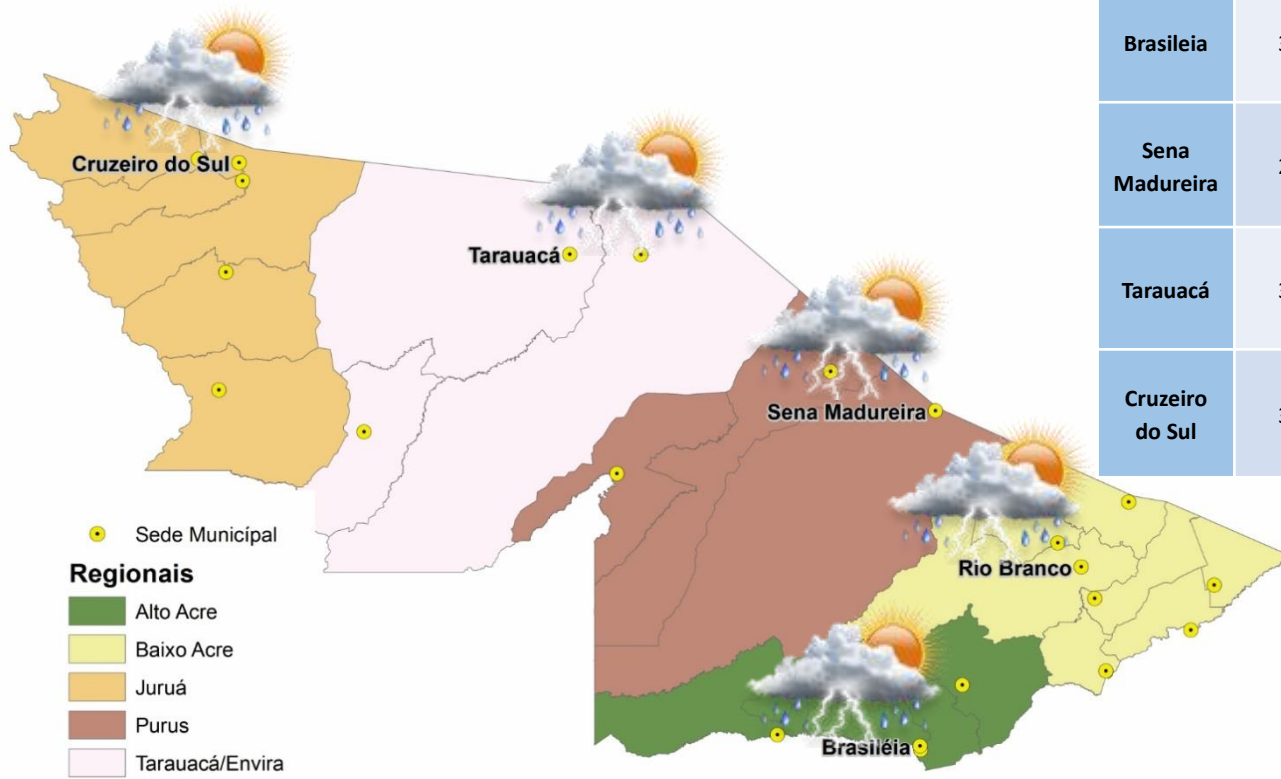 Cruzeiro do Sul
Tarauacá
Sena Madureira
Rio Branco
Brasiléia
Sede Municípal
Regionais
Alto Acre
Baixo Acre
Juruá
Purus
Tarauacá/Envira
Brasileia
Sena
Madureira
Tarauacá
Cruzeiro
do Sul